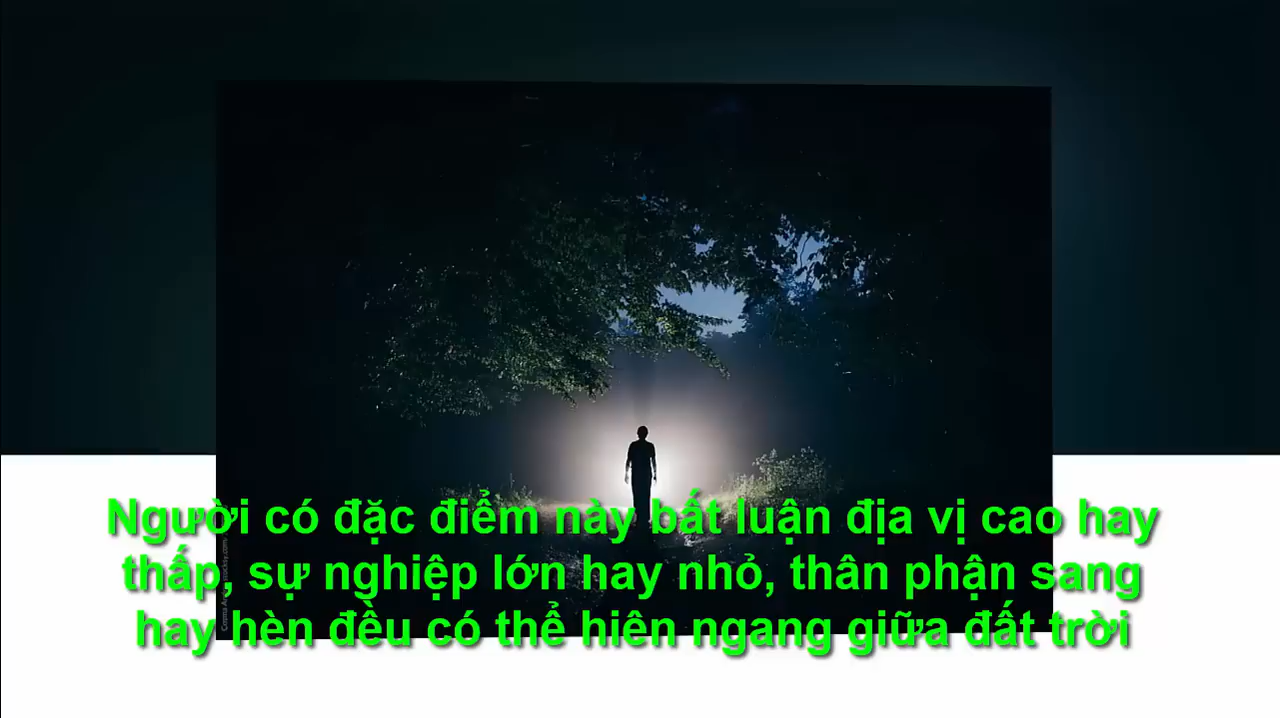 Người có đặc điểm này bất luận địa vị cao hay
thấp, sự nghiệp lớn hay nhỏ, thân phận sang
hay hèn đều có thể hiên ngang giữa đất trời